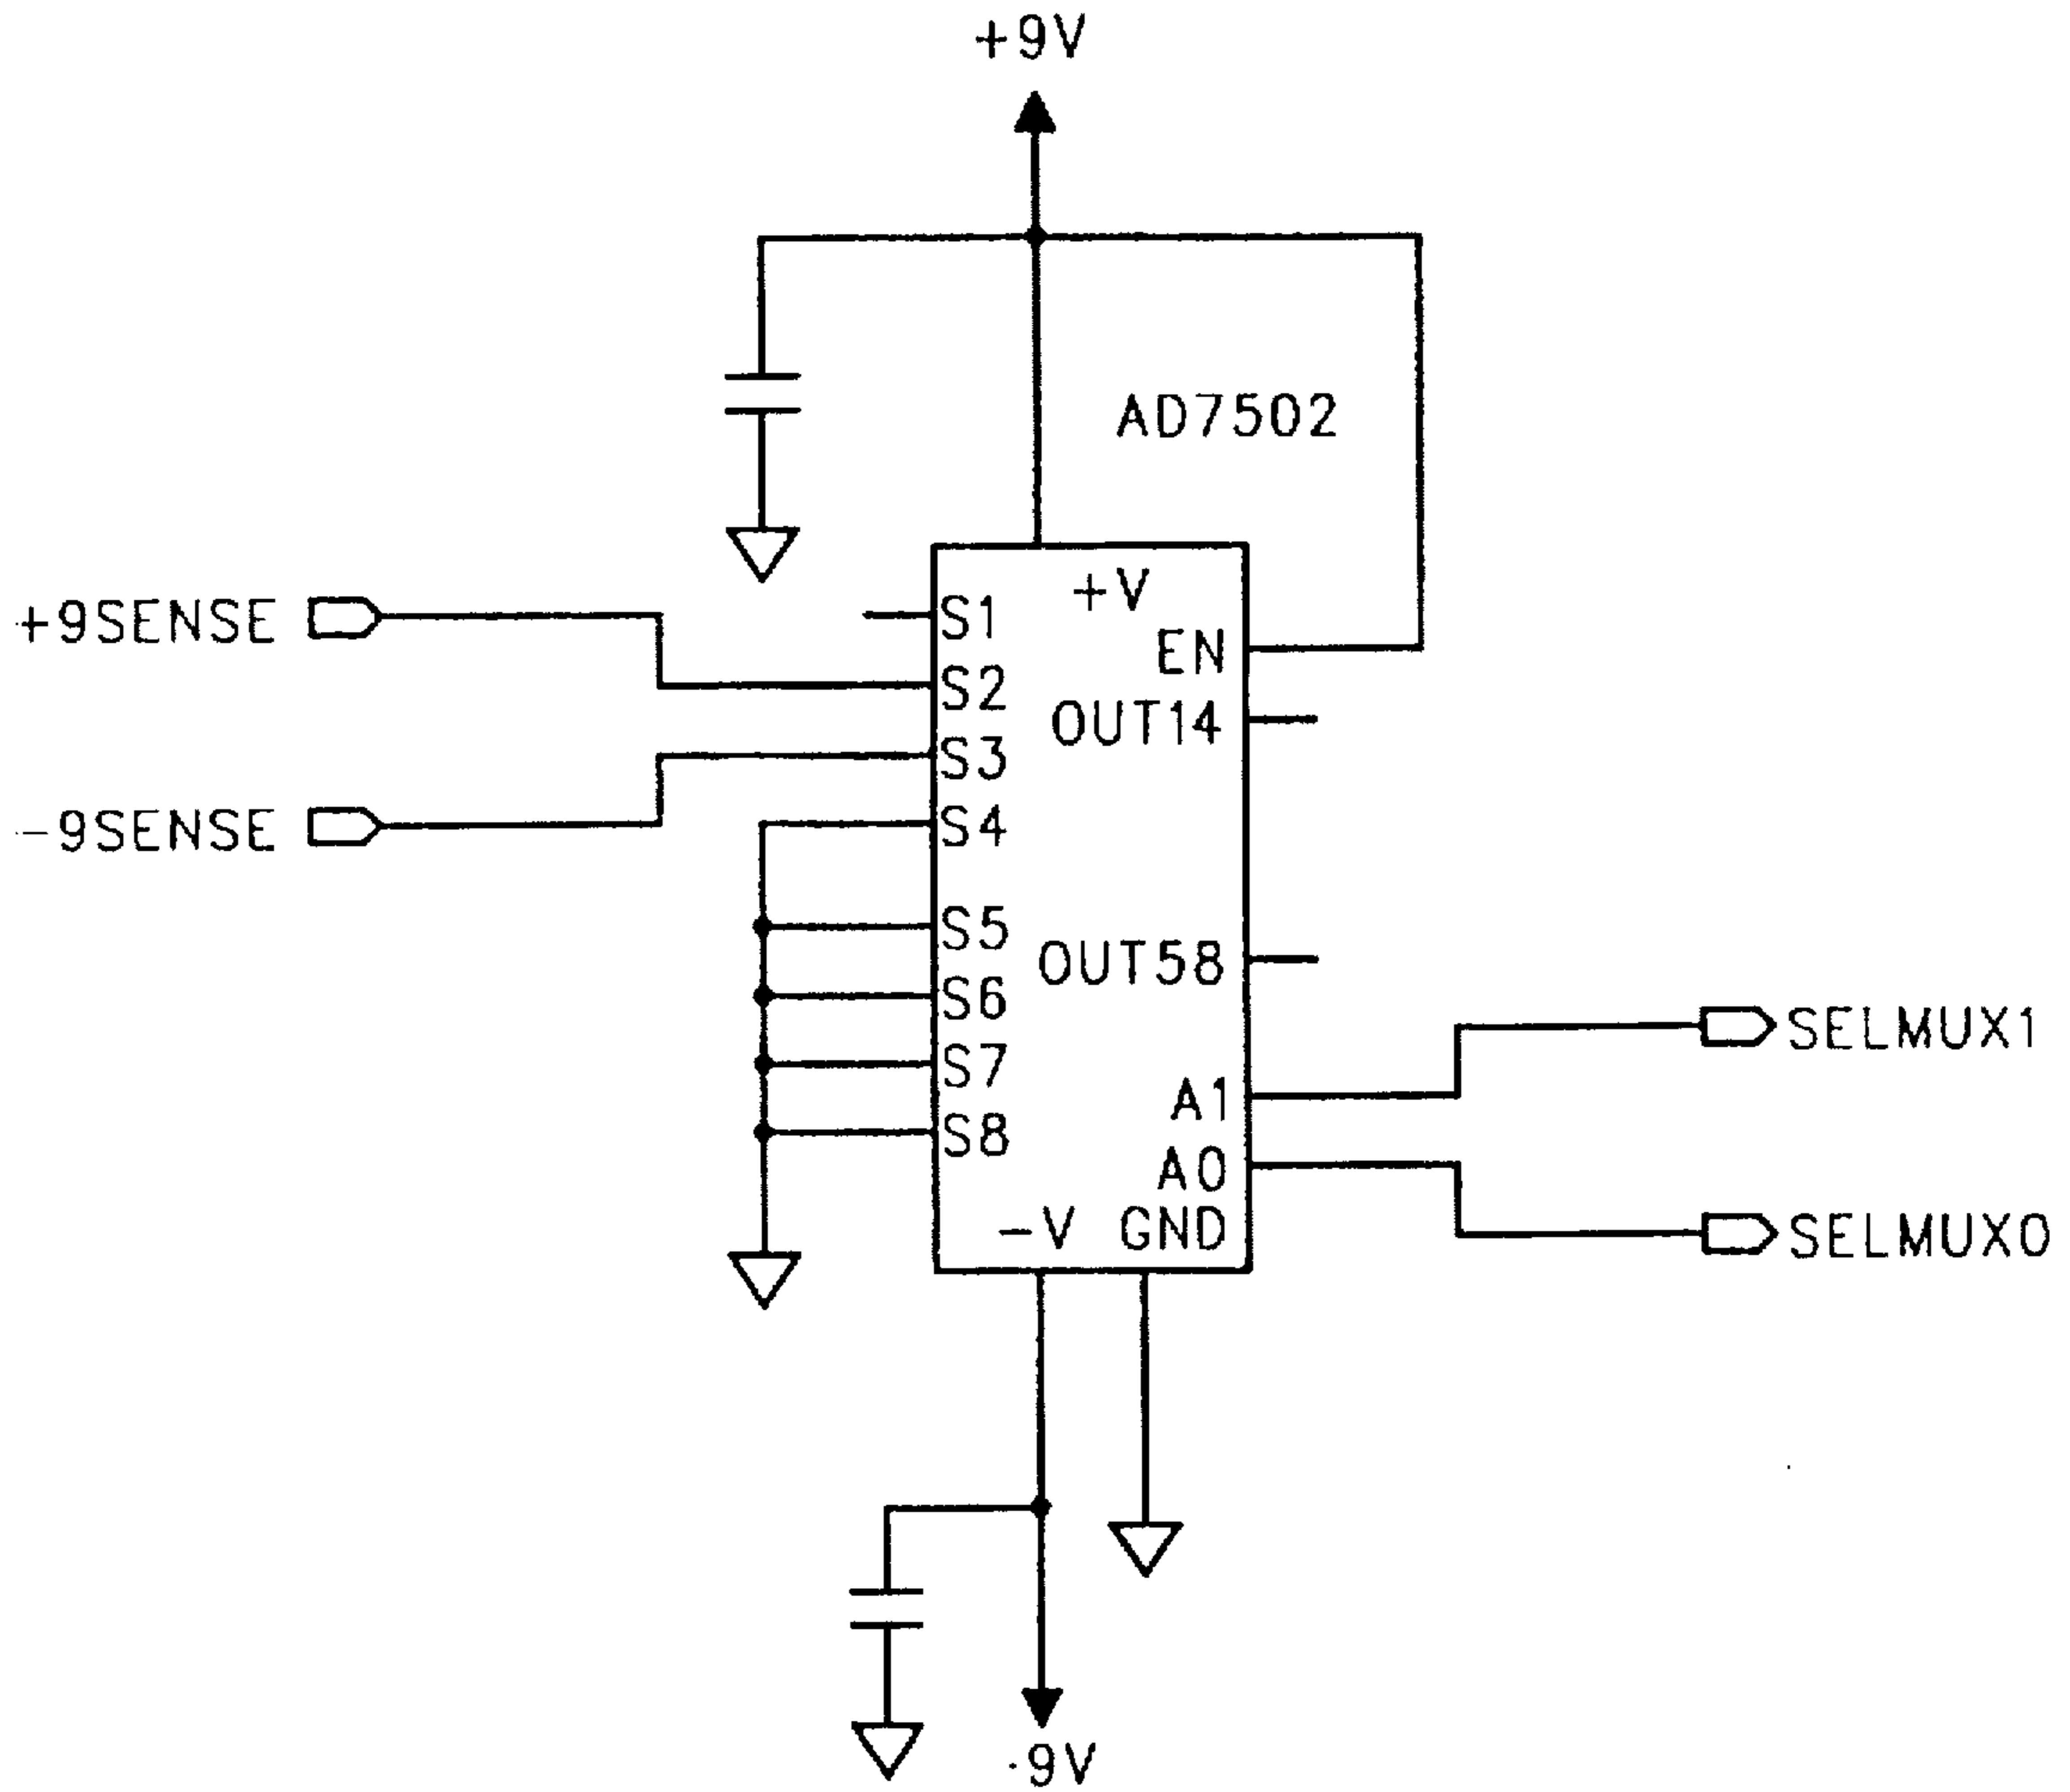 +9V
AD7502
+9SENSE
-9SENSE
S1
S2
S3
S4
S5
S6
S7
S8
+V
EN
OUT14
OUT58
A1
A0
-V GND
SELMUX1
SELMUX0
-9V